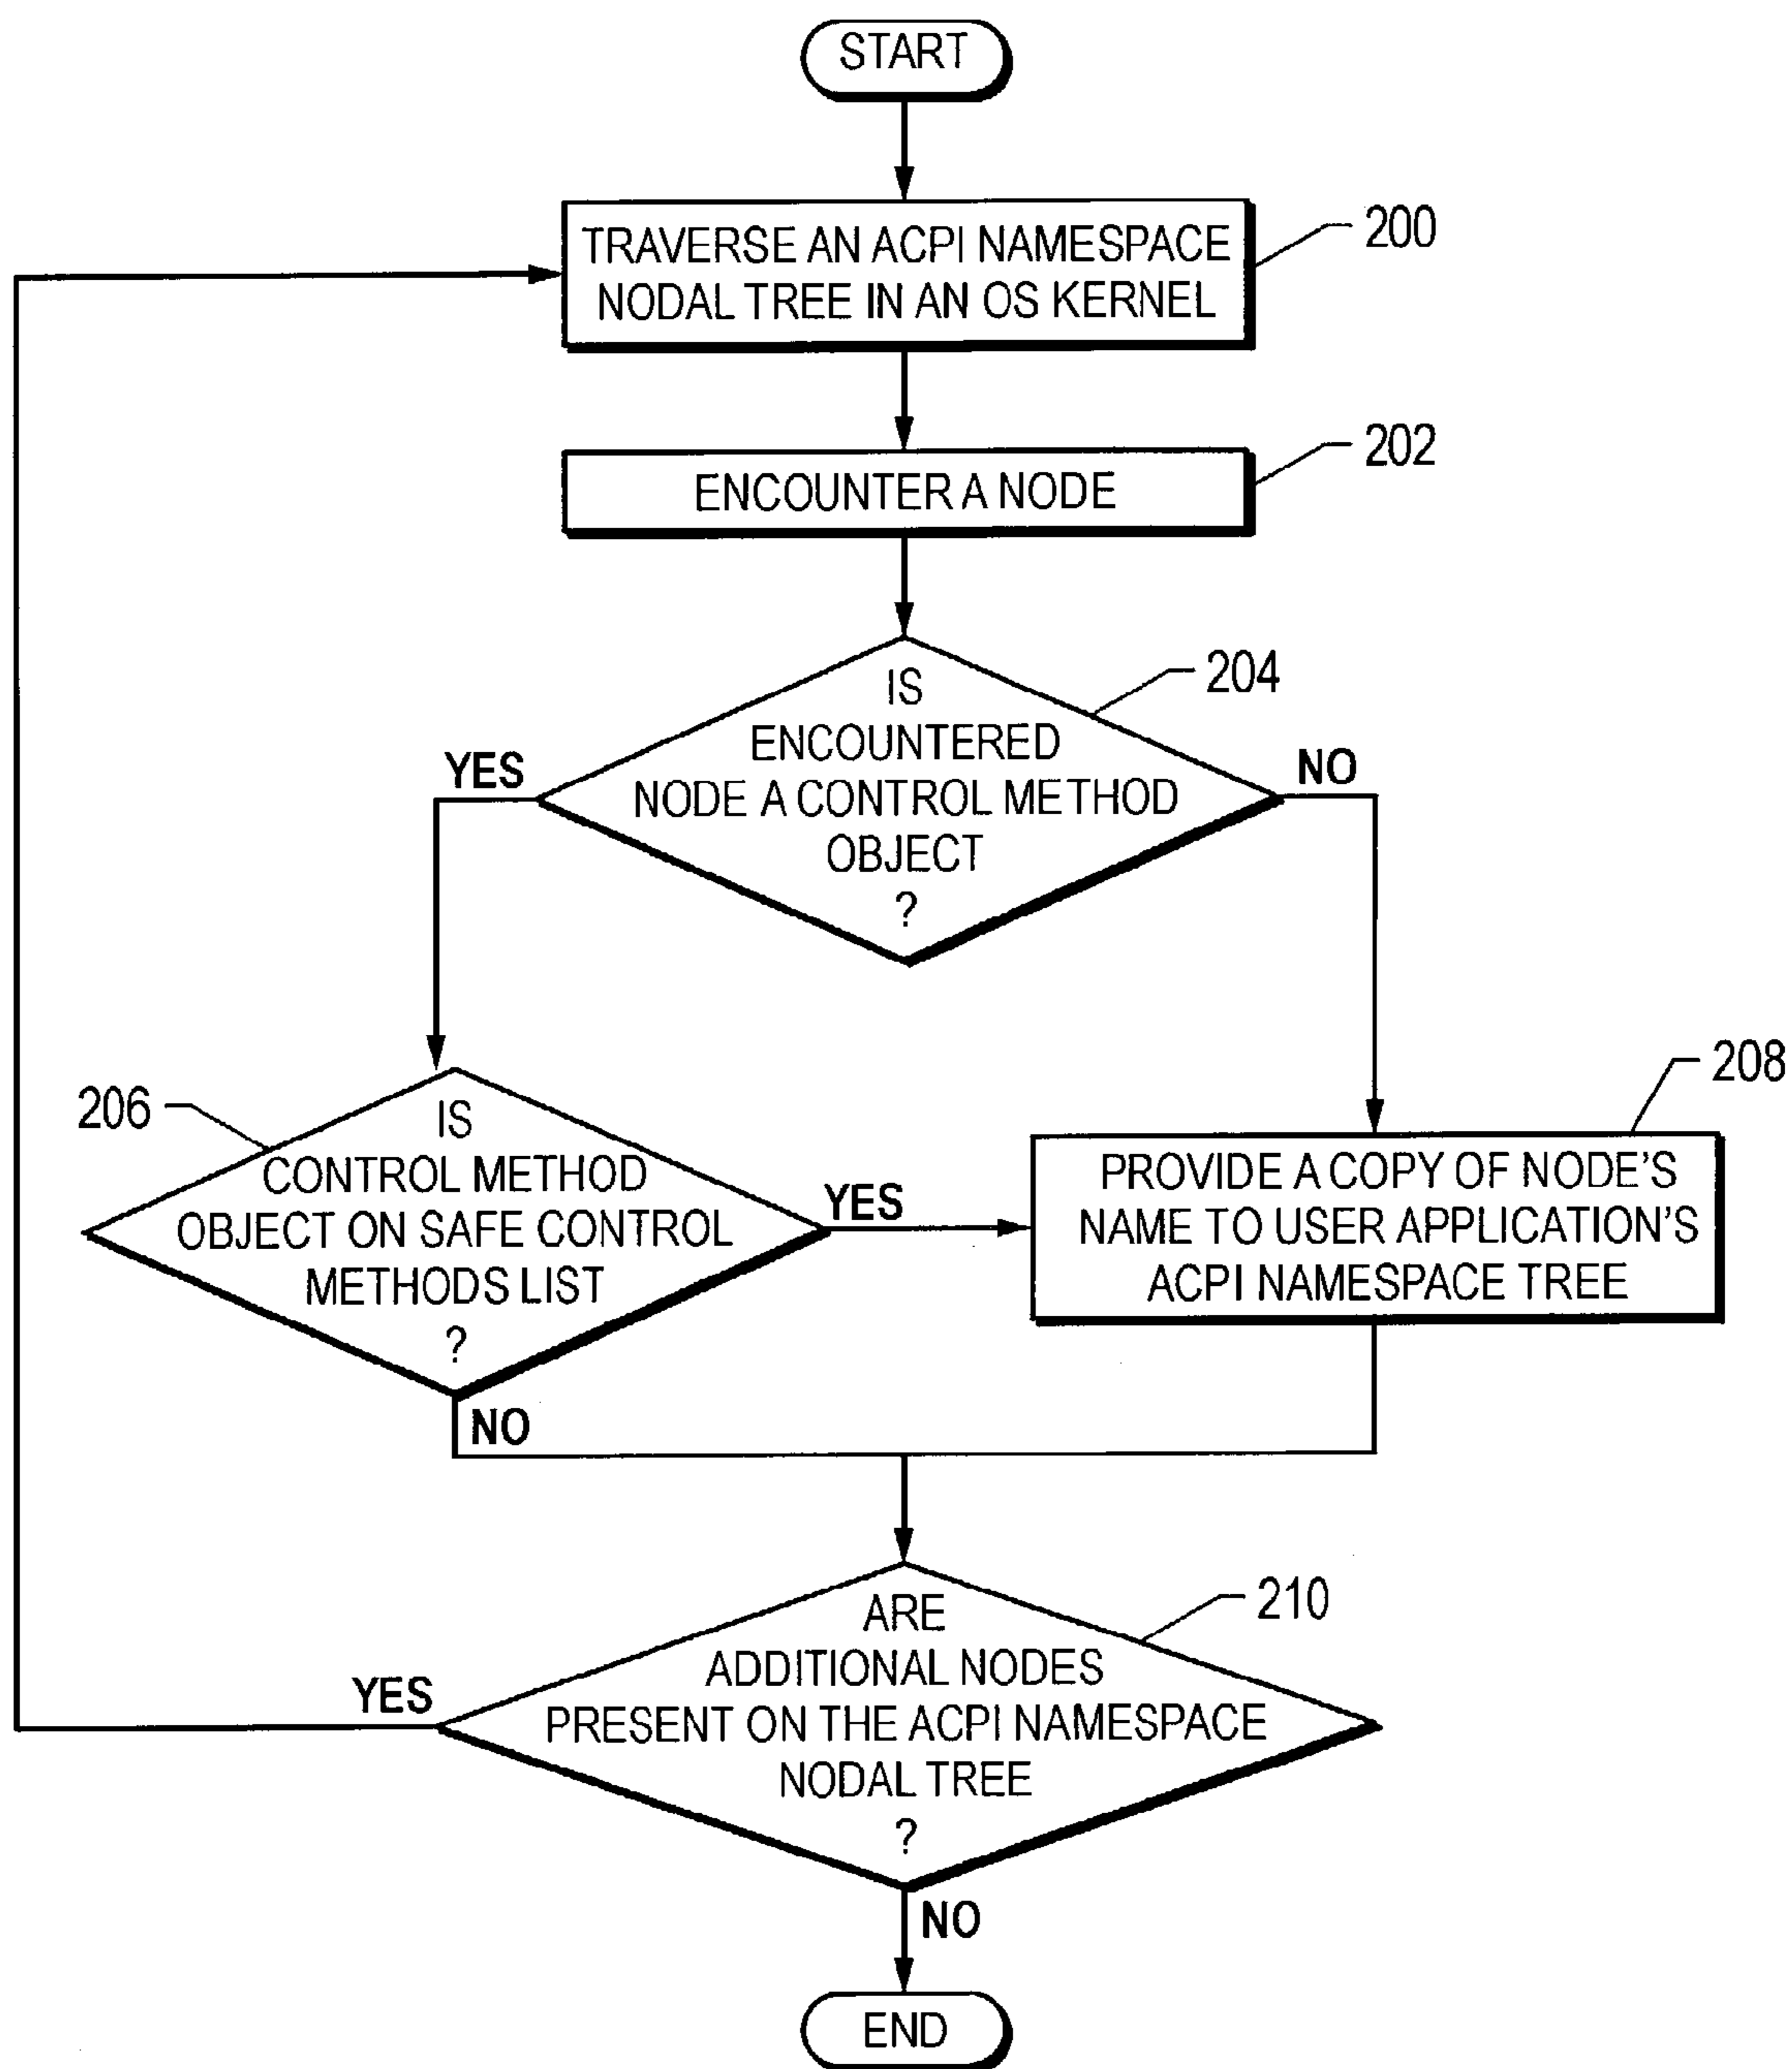 START
TRAVERSE AN ACPI NAMESPACE
NODAL TREE IN AN OS KERNEL
200
ENCOUNTER A NODE
202
IS
ENCOUNTERED
NODE A CONTROL METHOD
OBJECT
?
204
YES
NO
206
IS
CONTROL METHOD
OBJECT ON SAFE CONTROL
METHODS LIST
?
YES
NO
208
PROVIDE A COPY OF NODE'S
NAME TO USER APPLICATION'S
ACPI NAMESPACE TREE
ARE
ADDITIONAL NODES
PRESENT ON THE ACPI NAMESPACE
NODAL TREE
?
210
YES
NO
END